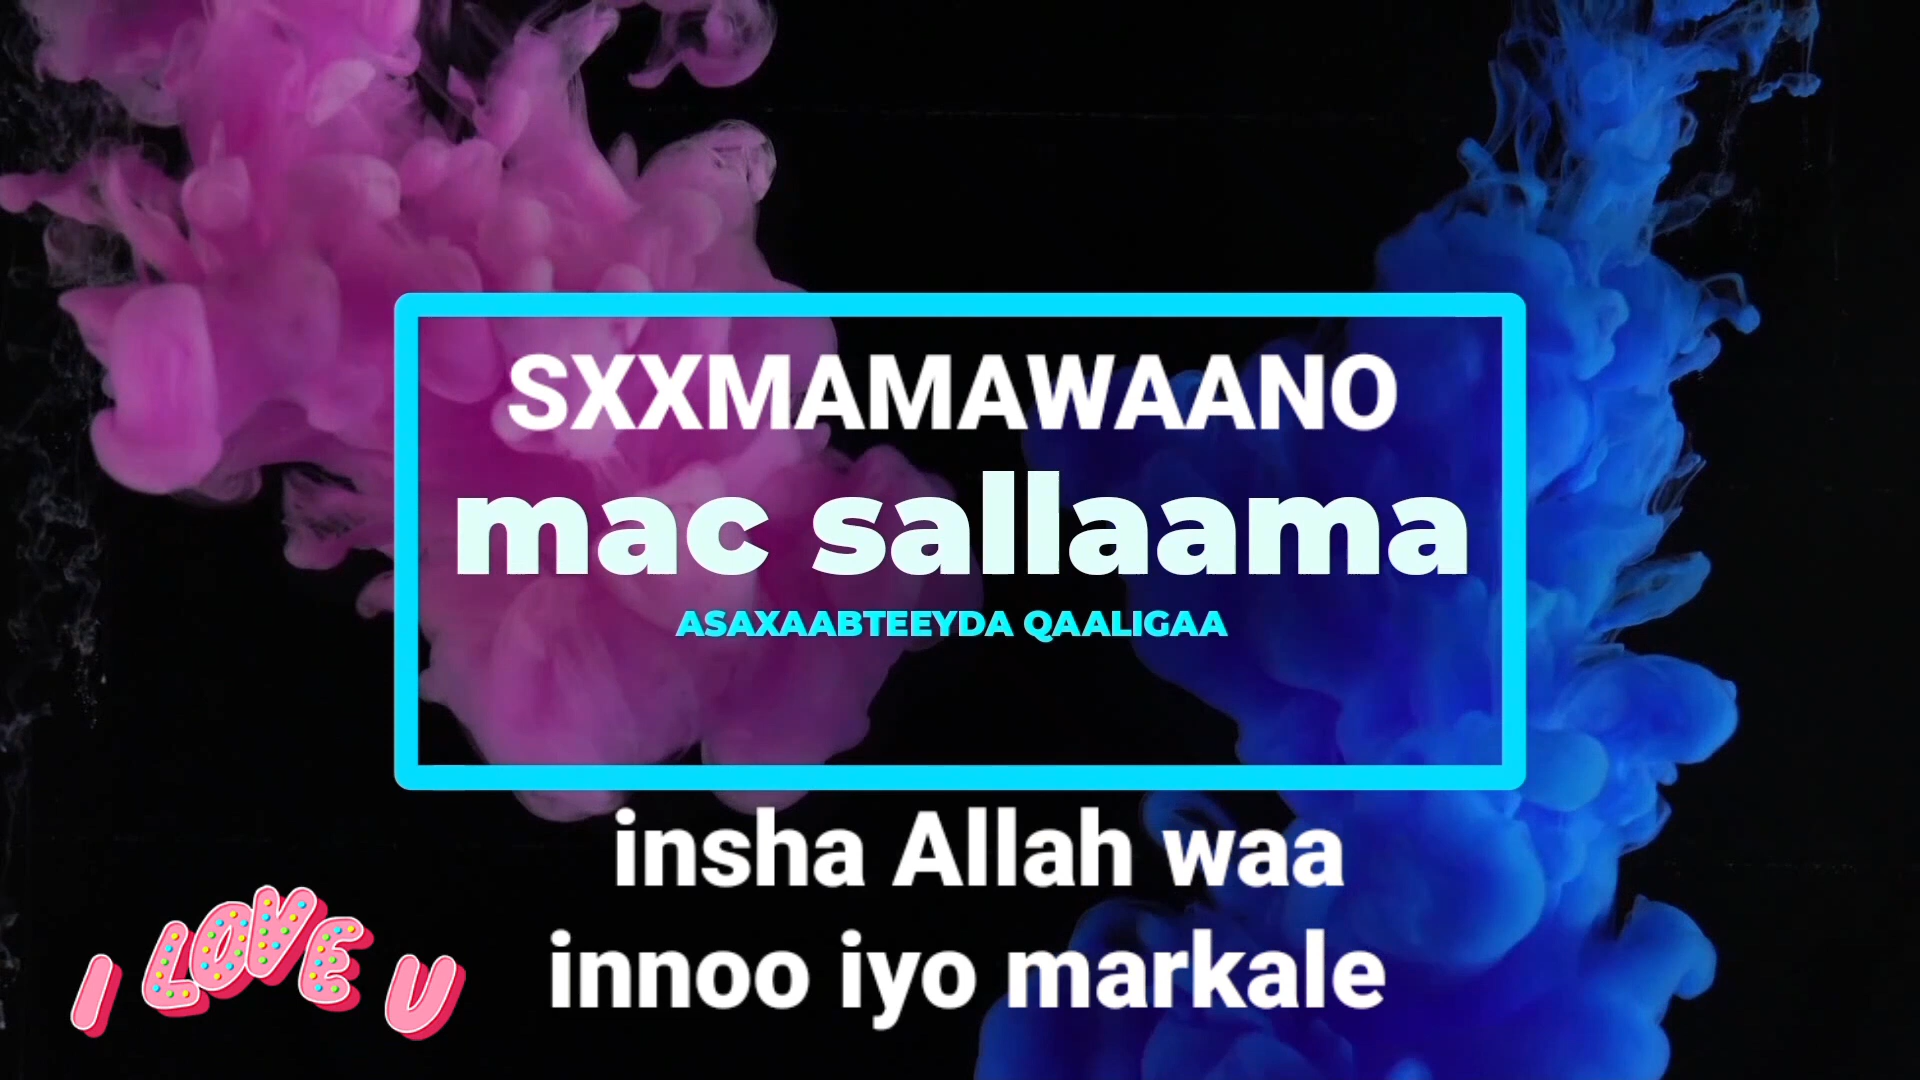 SXXMAMAWAANO
mac sallaama
ASAXAABTEEYDA QAALIGAA
insha Allah waa
innoo iyo markale
I LOVE U